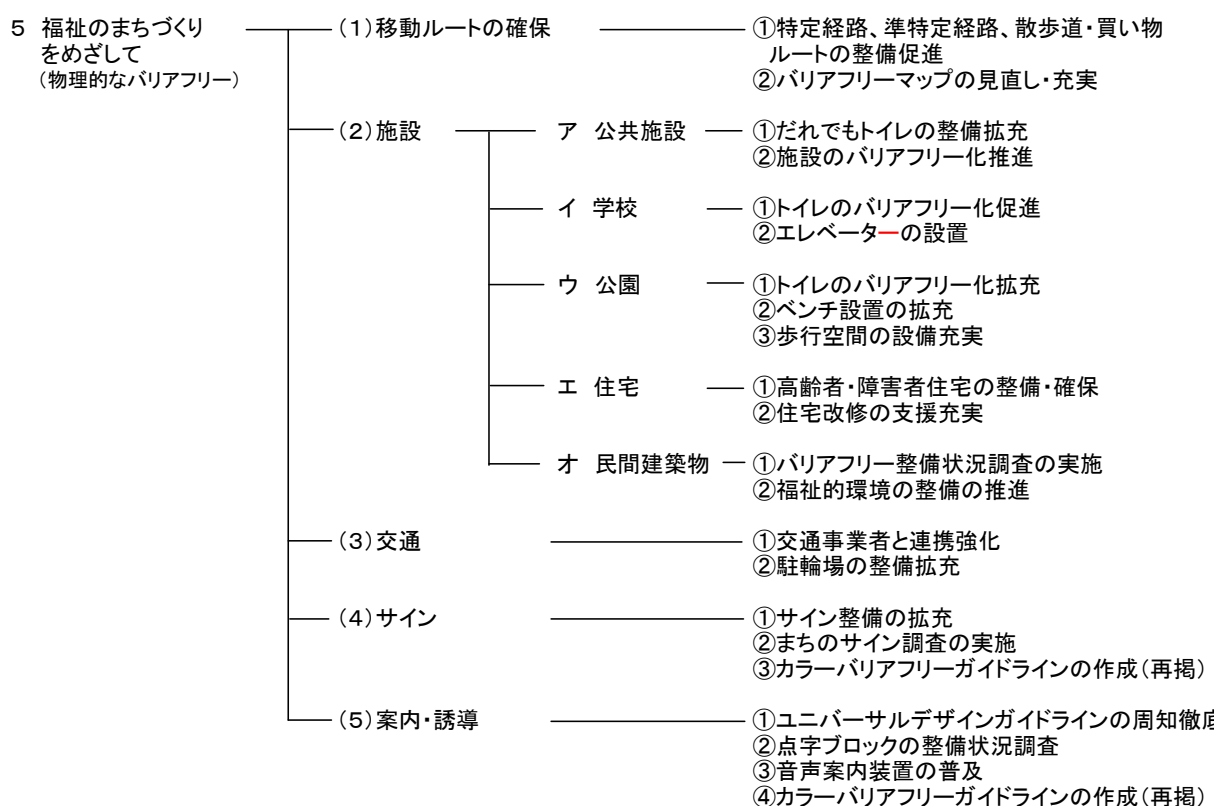 5 福祉のまちづくり
をめざして
(物理的なバリアフリー)
(1)移動ルートの確保
①特定経路、準特定経路、散歩道・買い物
ルートの整備促進
②バリアフリーマップの見直し・充実
(2)施設
ア 公共施設
①だれでもトイレの整備拡充
②施設のバリアフリー化推進
イ 学校
①トイレのバリアフリー化促進
②エレベーターの設置
ウ 公園
①トイレのバリアフリー化拡充
②ベンチ設置の拡充
③歩行空間の設備充実
エ 住宅
①高齢者・障害者住宅の整備・確保
②住宅改修の支援充実
オ 民間建築物
①バリアフリー整備状況調査の実施
②福祉的環境の整備の推進
(3)交通
①交通事業者と連携強化
②駐輪場の整備拡充
(4)サイン
①サイン整備の拡充
②まちのサイン調査の実施
③カラーバリアフリーガイドラインの作成(再掲)
(5)案内・誘導
①ユニバーサルデザインガイドラインの周知徹底
②点字ブロックの整備状況調査
③音声案内装置の普及
④カラーバリアフリーガイドラインの作成(再掲)